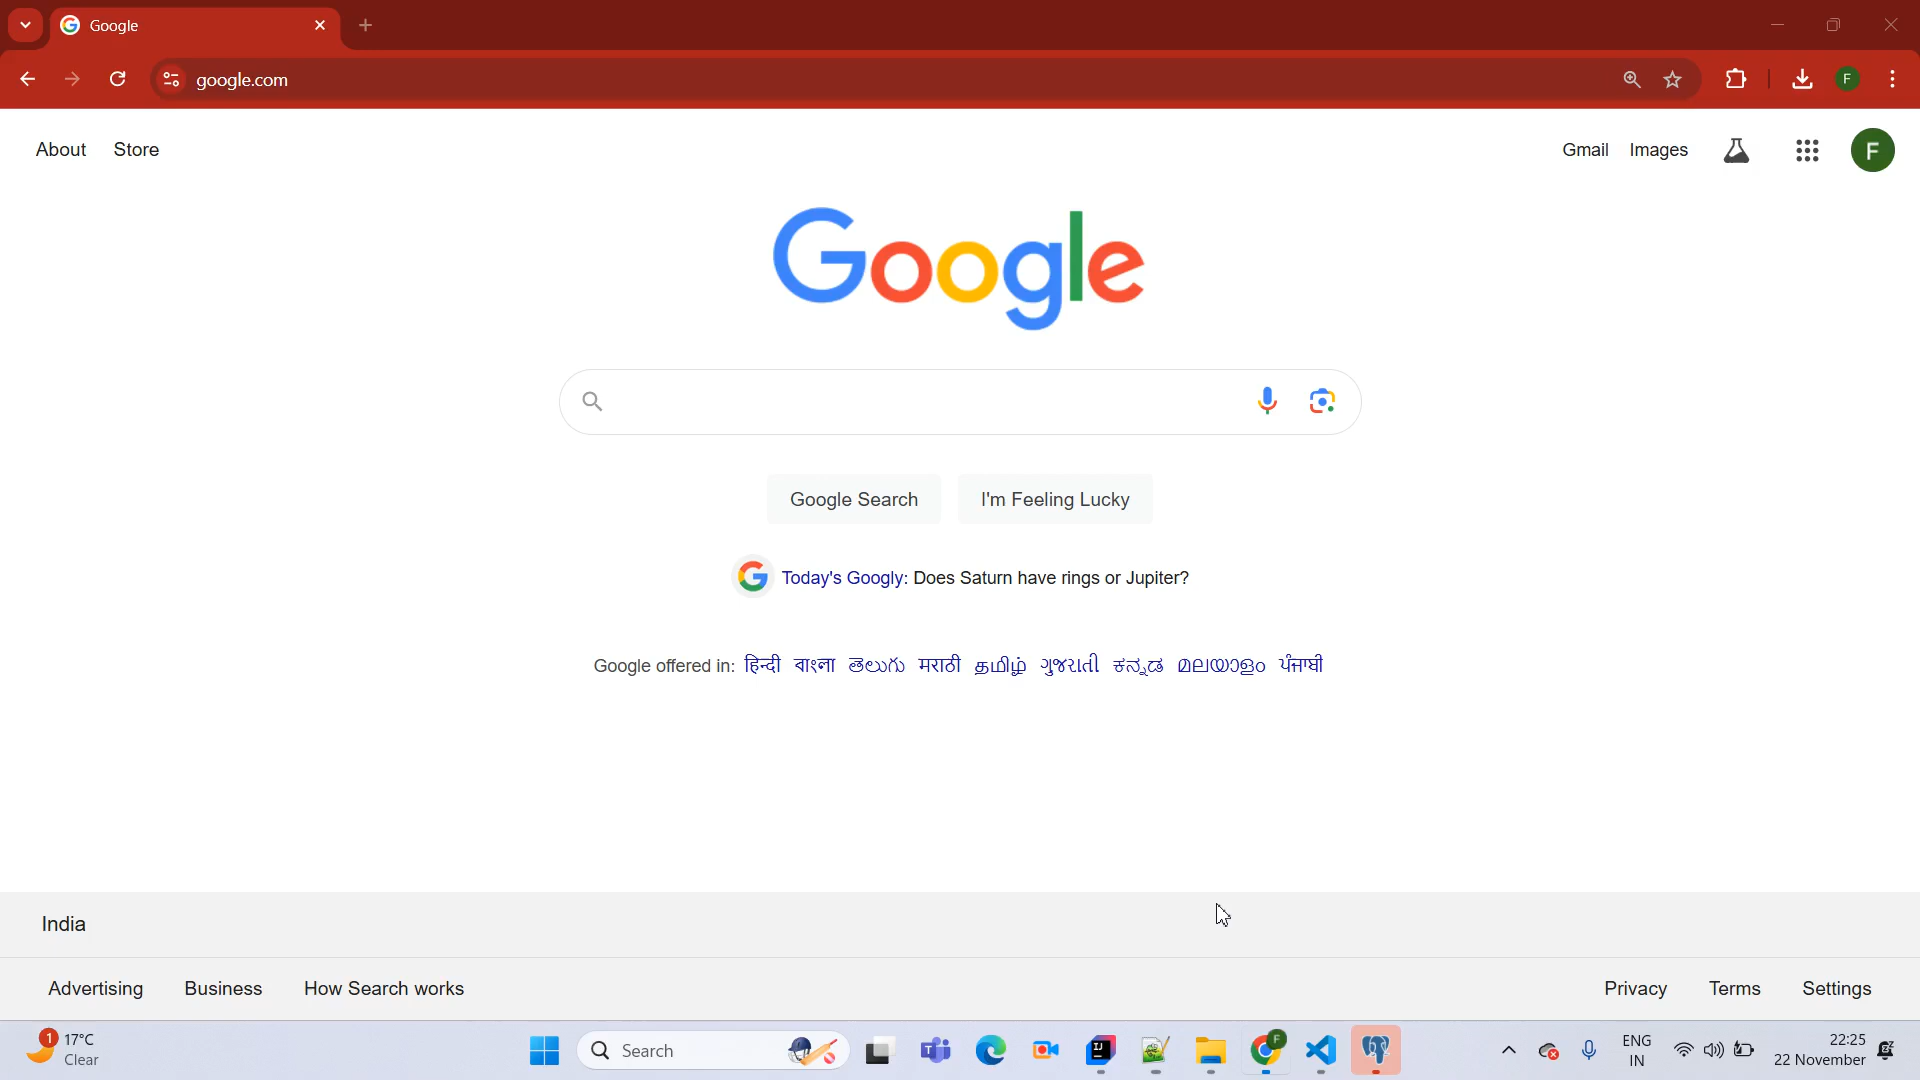 Google
google.com
F
About Store
Gmail Images
F
Google
Google Search I'm Feeling Lucky
Today's Googly: Does Saturn have rings or Jupiter?
Google offered in: हिन्दी বাংলা తెలుగు मराठी தமிழ் ગુજરાતી ಕನ್ನಡ മലയാളം ਪੰਜਾਬੀ
India
Advertising Business How Search works
Privacy Terms Settings
1 17°C
Clear
Search
F
ENG
IN
22:25
22 November